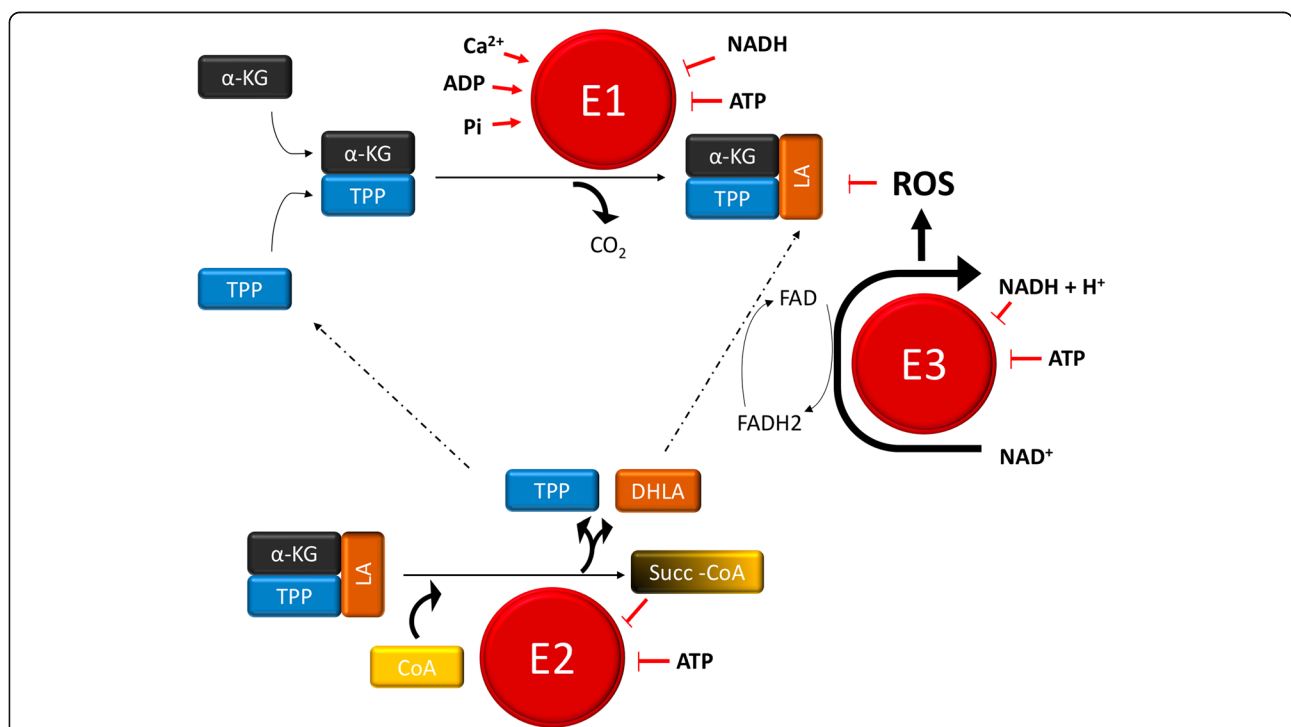 α-KG
Ca²⁺
ADP
Pi
E1
NADH
ATP
α-KG
TPP
α-KG
TPP
LA
ROS
CO₂
TPP
FAD
FADH2
NADH + H⁺
E3
ATP
NAD⁺
TPP
DHLA
α-KG
TPP
LA
Succ -CoA
CoA
E2
ATP